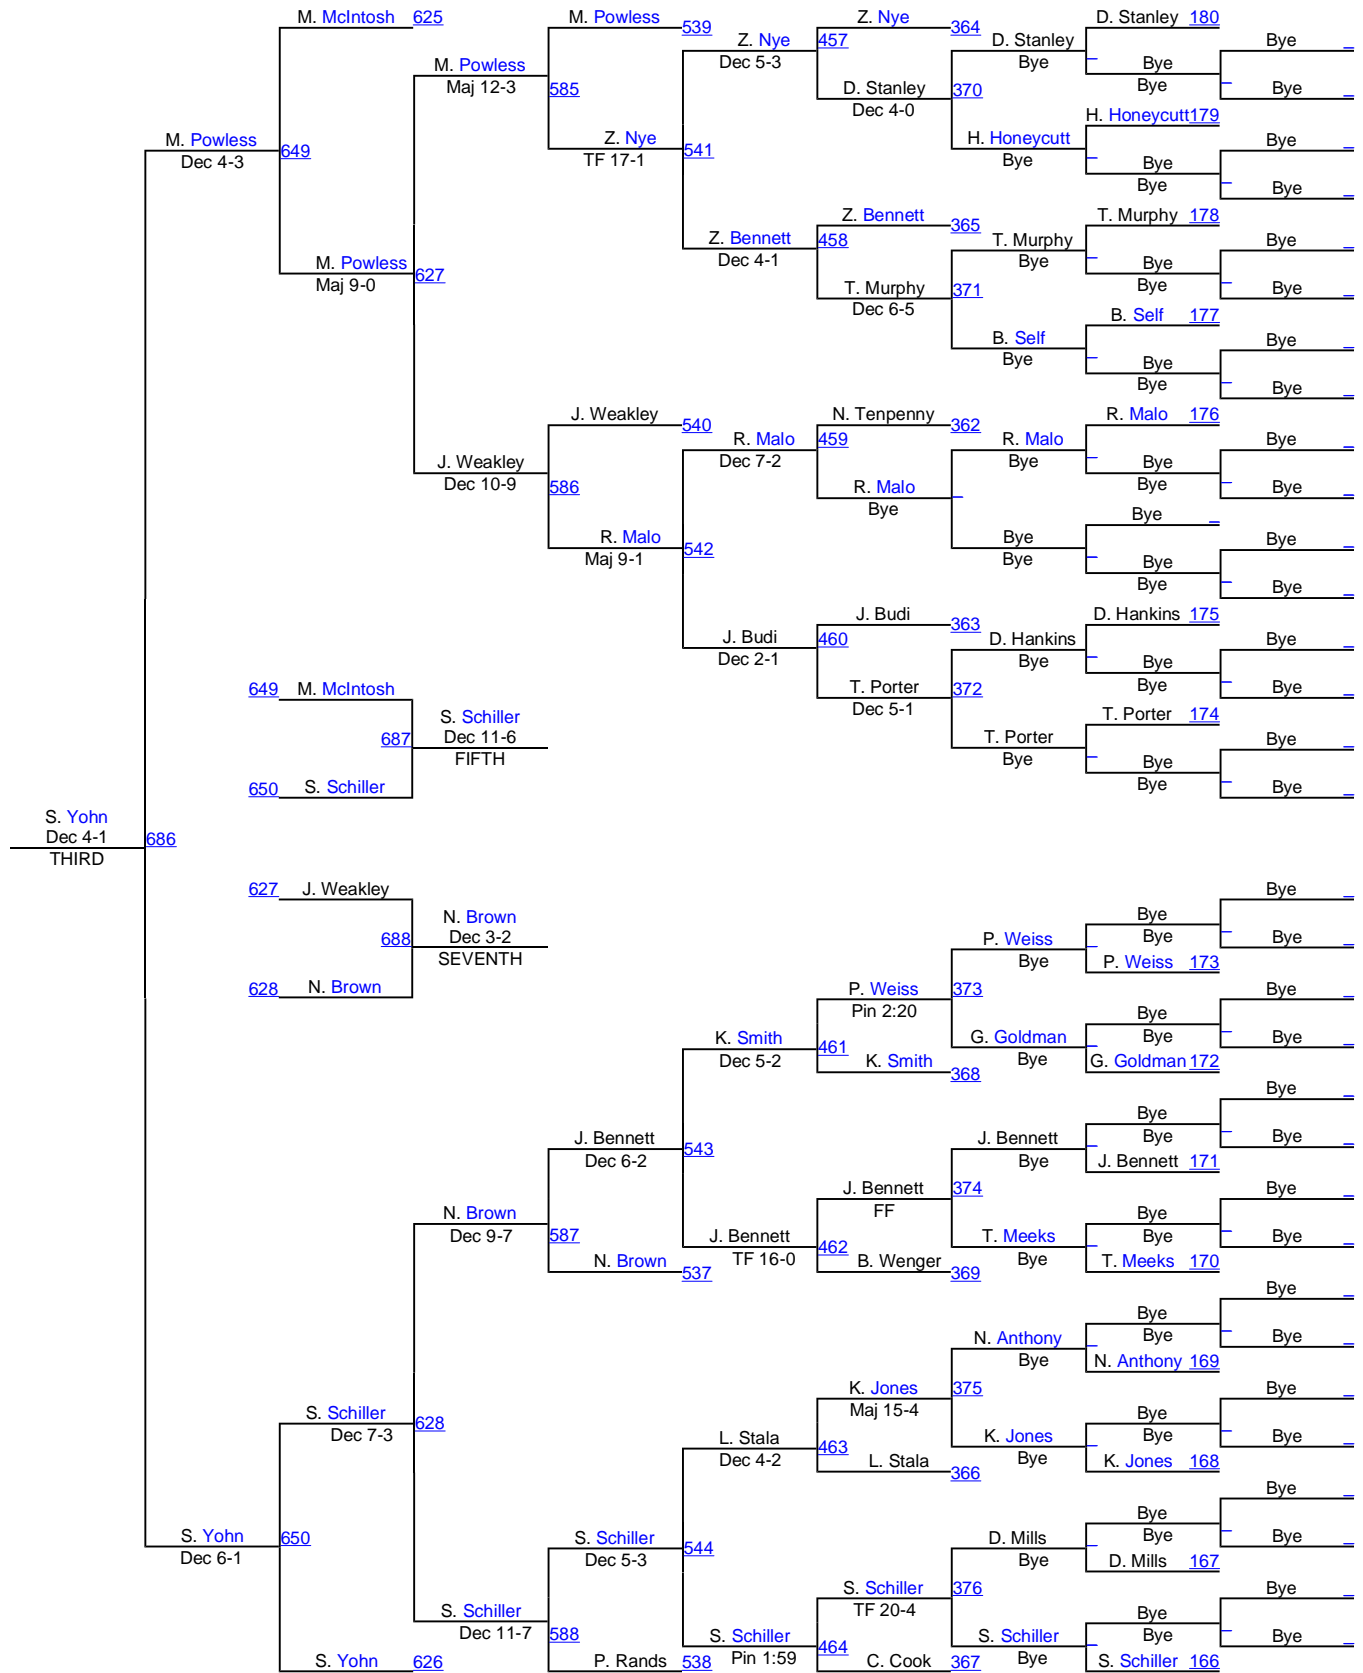 M. McIntosh 625
M. Powless
Z. Nye 364
D. Stanley 180
539
Z. Nye 457
D. Stanley
Bye _
Dec 5-3
Bye
_ Bye
M. Powless
Maj 12-3
585
D. Stanley 370
Bye
_ Bye _
Dec 4-0
H. Honeycutt 179
M. Powless
Dec 4-3
649
Z. Nye
TF 17-1
541
H. Honeycutt
Bye
_ Bye
Bye _
Bye
_ Bye _
Z. Bennett 365
T. Murphy 178
Z. Bennett 458
Dec 4-1
T. Murphy
Bye
_ Bye
Bye _
M. Powless
Maj 9-0
627
T. Murphy 371
Dec 6-5
Bye
_ Bye _
B. Self 177
B. Self
Bye
_ Bye
Bye _
Bye
_ Bye _
J. Weakley 540
N. Tenpenny 362
R. Malo 176
R. Malo 459
Dec 7-2
R. Malo
Bye
_ Bye
Bye _
J. Weakley
Dec 10-9
586
R. Malo
Bye
_
Bye
_ Bye _
Bye _
R. Malo
Maj 9-1
542
Bye
Bye
_ Bye
Bye _
Bye
_ Bye _
J. Budi 363
D. Hankins 175
J. Budi 460
Dec 2-1
D. Hankins
Bye
_ Bye
Bye _
T. Porter 372
Dec 5-1
Bye
_ Bye _
649 M. McIntosh
S. Schiller
687 Dec 11-6
FIFTH
T. Porter 174
T. Porter
Bye
_ Bye
Bye _
650 S. Schiller
Bye
_ Bye _
S. Yohn
Dec 4-1
686
THIRD
627 J. Weakley
N. Brown
688 Dec 3-2
SEVENTH
628 N. Brown
Bye _
Bye
P. Weiss
Bye
_ Bye
_ Bye _
P. Weiss 173
P. Weiss 373
Pin 2:20
Bye _
Bye
K. Smith 461
Dec 5-2
G. Goldman
Bye
_ Bye
_ Bye _
K. Smith 368
G. Goldman 172
Bye _
Bye
J. Bennett
Dec 6-2
543
J. Bennett
Bye
_ Bye
_ Bye _
J. Bennett 171
J. Bennett 374
FF
Bye _
N. Brown
Dec 9-7
587
J. Bennett 462
TF 16-0
T. Meeks
Bye
Bye
_ Bye
_ Bye _
N. Brown 537
B. Wenger 369
T. Meeks 170
Bye _
Bye
N. Anthony
Bye
_ Bye
_ Bye _
N. Anthony 169
K. Jones 375
Maj 15-4
Bye _
S. Schiller
Dec 7-3
628
L. Stala 463
Dec 4-2
K. Jones
Bye
Bye
_ Bye
_ Bye _
L. Stala 366
K. Jones 168
Bye _
Bye
S. Yohn
Dec 6-1
650
S. Schiller
Dec 5-3
544
D. Mills
Bye
_ Bye
_ Bye _
D. Mills 167
S. Schiller 376
TF 20-4
Bye _
S. Schiller
Dec 11-7
588
S. Schiller 464
Pin 1:59
S. Schiller
Bye
Bye
_ Bye
_ Bye _
S. Yohn 626
P. Rands 538
C. Cook 367
S. Schiller 166